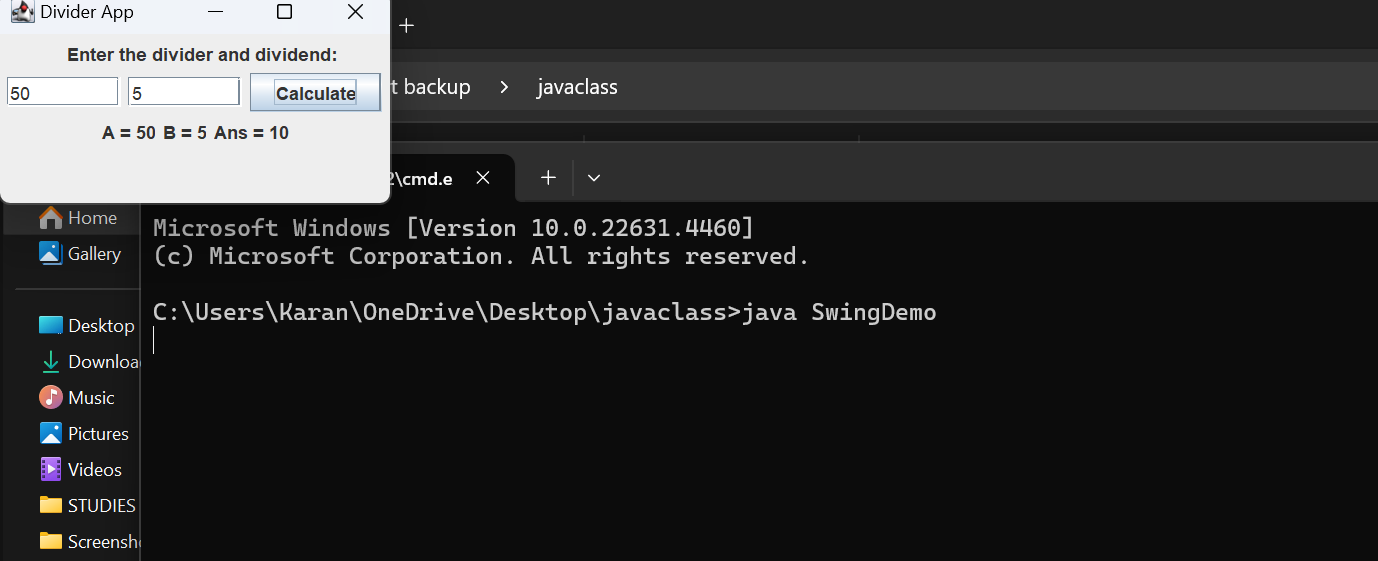 Divider App
Enter the divider and dividend:
50 5 Calculate
A = 50 B = 5 Ans = 10
t backup > javaclass
2\cmd.e
Home
Gallery
Desktop
Downloa
Music
Pictures
Videos
STUDIES
Screensh
Microsoft Windows [Version 10.0.22631.4460]
(c) Microsoft Corporation. All rights reserved.
C:\Users\Karan\OneDrive\Desktop\javaclass>java SwingDemo